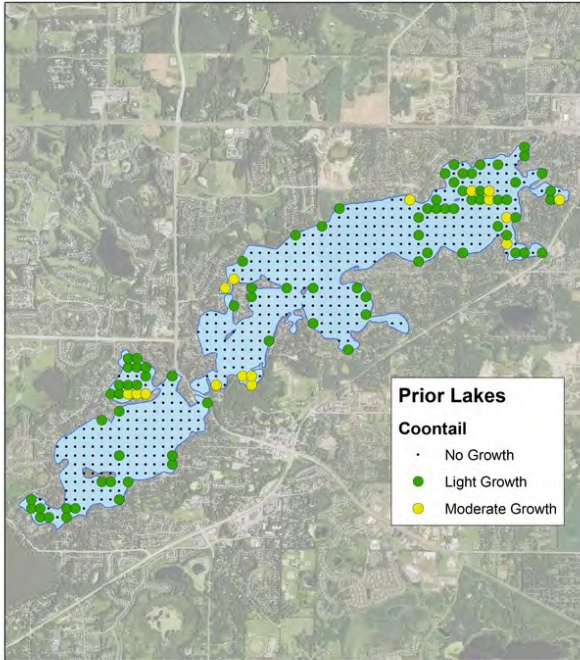 Prior Lakes
Coontail
No Growth
Light Growth
Moderate Growth